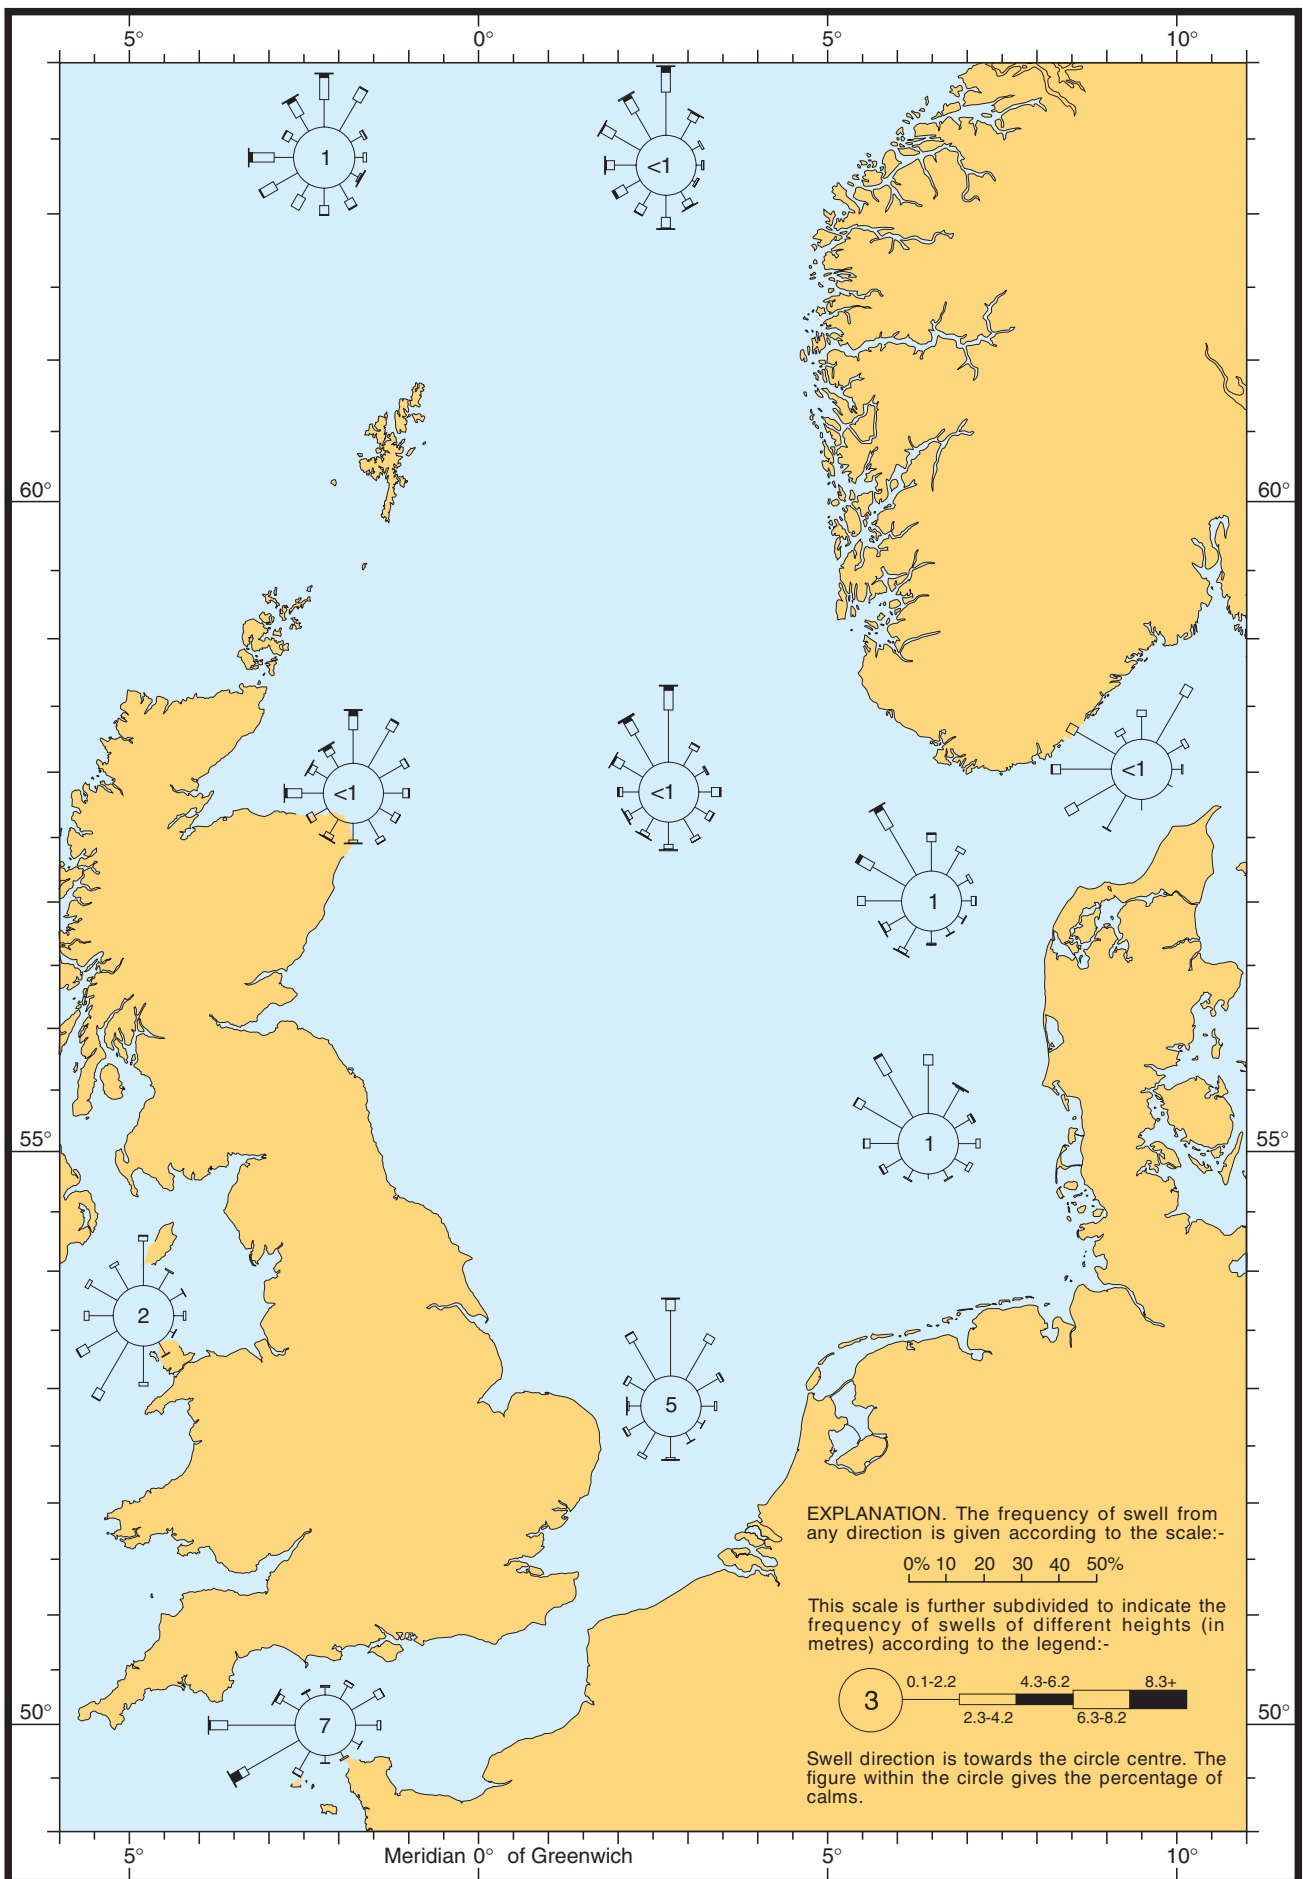 5° 0° 5° 10°
1 <1
60° 60°
<1 <1 <1
1
55° 1 55°
2
5
EXPLANATION. The frequency of swell from
any direction is given according to the scale:-
0% 10 20 30 40 50%
This scale is further subdivided to indicate the
frequency of swells of different heights (in
metres) according to the legend:-
0.1-2.2 4.3-6.2 8.3+
3
2.3-4.2 6.3-8.2
50° 7 50°
Swell direction is towards the circle centre. The
figure within the circle gives the percentage of
calms.
5° Meridian 0° of Greenwich 5° 10°